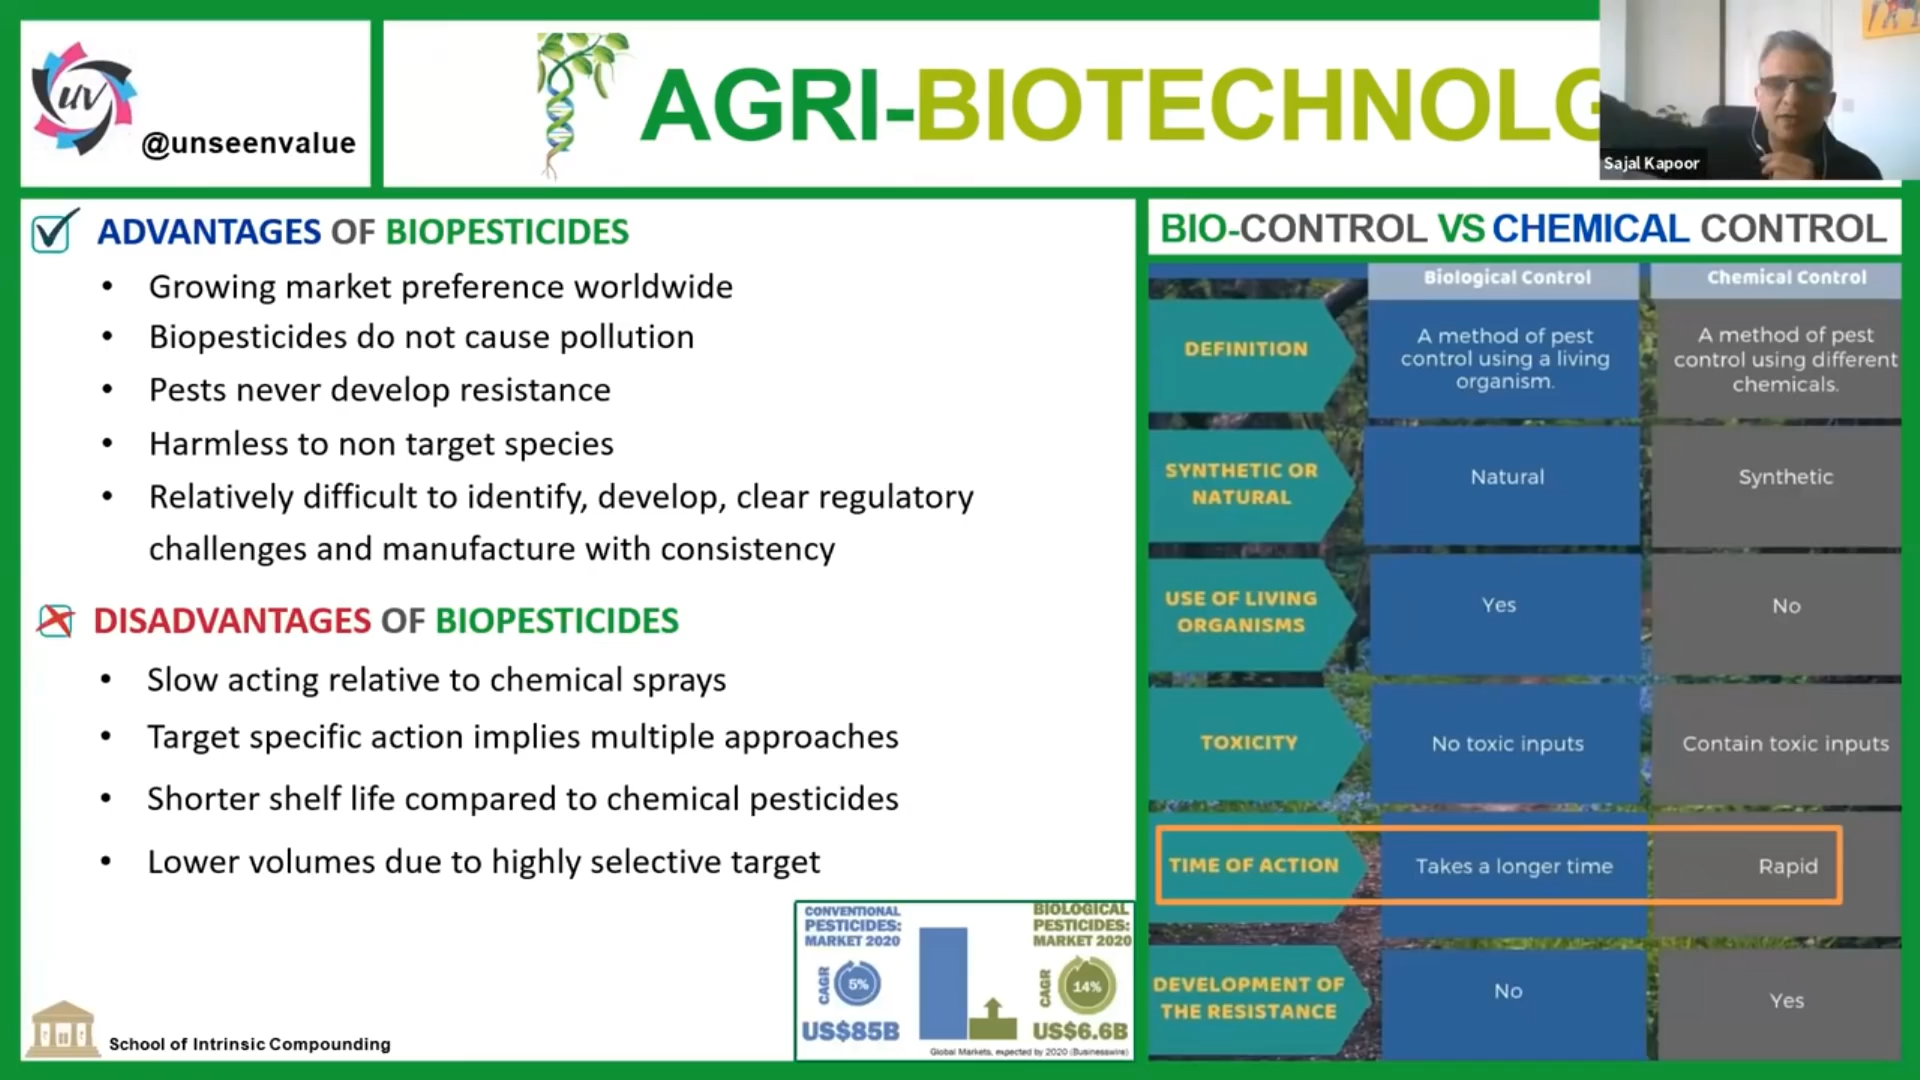 uv
@unseenvalue
AGRI-BIOTECHNOLG
Sajal Kapoor
ADVANTAGES OF BIOPESTICIDES
• Growing market preference worldwide
• Biopesticides do not cause pollution
• Pests never develop resistance
• Harmless to non target species
• Relatively difficult to identify, develop, clear regulatory
challenges and manufacture with consistency
DISADVANTAGES OF BIOPESTICIDES
• Slow acting relative to chemical sprays
• Target specific action implies multiple approaches
• Shorter shelf life compared to chemical pesticides
• Lower volumes due to highly selective target
CONVENTIONAL
PESTICIDES:
MARKET 2020
CAGR
5%
US$85B
BIOLOGICAL
PESTICIDES:
MARKET 2020
CAGR
14%
US$6.6B
Global Markets, expected by 2020 (Businesswire)
School of Intrinsic Compounding
BIO-CONTROL VS CHEMICAL CONTROL
Biological Control
Chemical Control
DEFINITION
A method of pest
control using a living
organism.
A method of pest
control using different
chemicals.
SYNTHETIC OR
NATURAL
Natural
Synthetic
USE OF LIVING
ORGANISMS
Yes
No
TOXICITY
No toxic inputs
Contain toxic inputs
TIME OF ACTION
Takes a longer time
Rapid
DEVELOPMENT OF
THE RESISTANCE
No
Yes